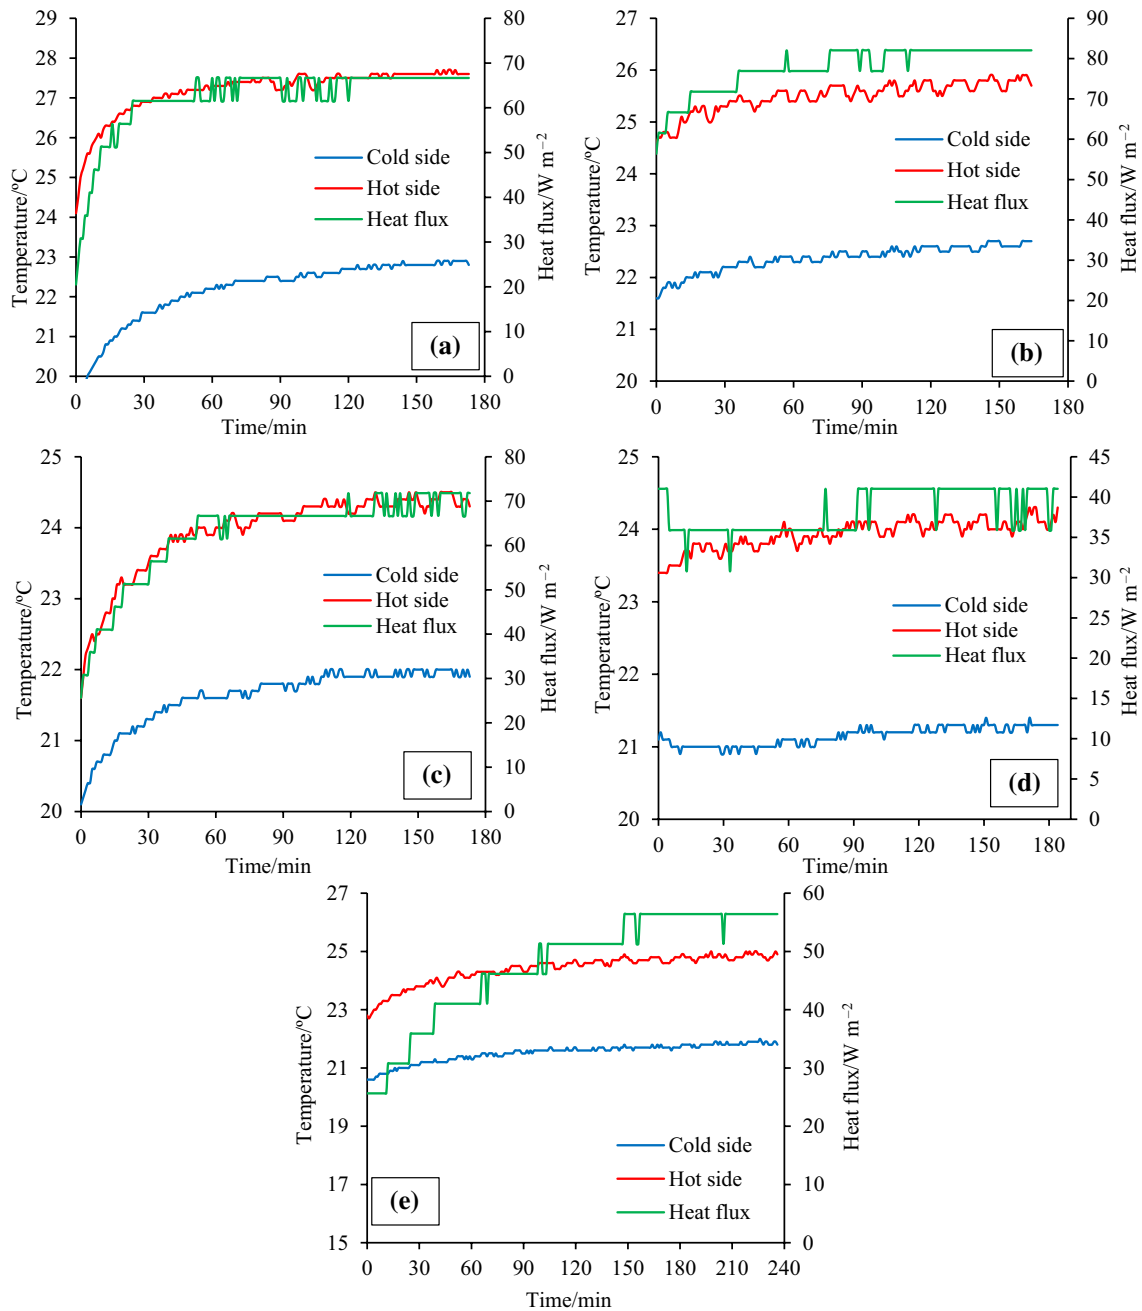 29
28
27
26
25
24
23
22
21
20
Temperature/ºC
80
70
60
50
40
30
20
10
0
Heat flux/W m−2
Cold side
Hot side
Heat flux
(a)
0 30 60 90 120 150 180
Time/min
27
26
25
24
23
22
21
20
Temperature/ºC
90
80
70
60
50
40
30
20
10
0
Heat flux/W m−2
Cold side
Hot side
Heat flux
(b)
0 30 60 90 120 150 180
Time/min
25
24
23
22
21
20
Temperature/ºC
80
70
60
50
40
30
20
10
0
Heat flux/W m−2
Cold side
Hot side
Heat flux
(c)
0 30 60 90 120 150 180
Time/min
25
24
23
22
21
20
Temperature/ºC
45
40
35
30
25
20
15
10
5
0
Heat flux/W m−2
Cold side
Hot side
Heat flux
(d)
0 30 60 90 120 150 180
Time/min
27
25
23
21
19
17
15
Temperature/ºC
60
50
40
30
20
10
0
Heat flux/W m−2
Cold side
Hot side
Heat flux
(e)
0 30 60 90 120 150 180 210 240
Time/min